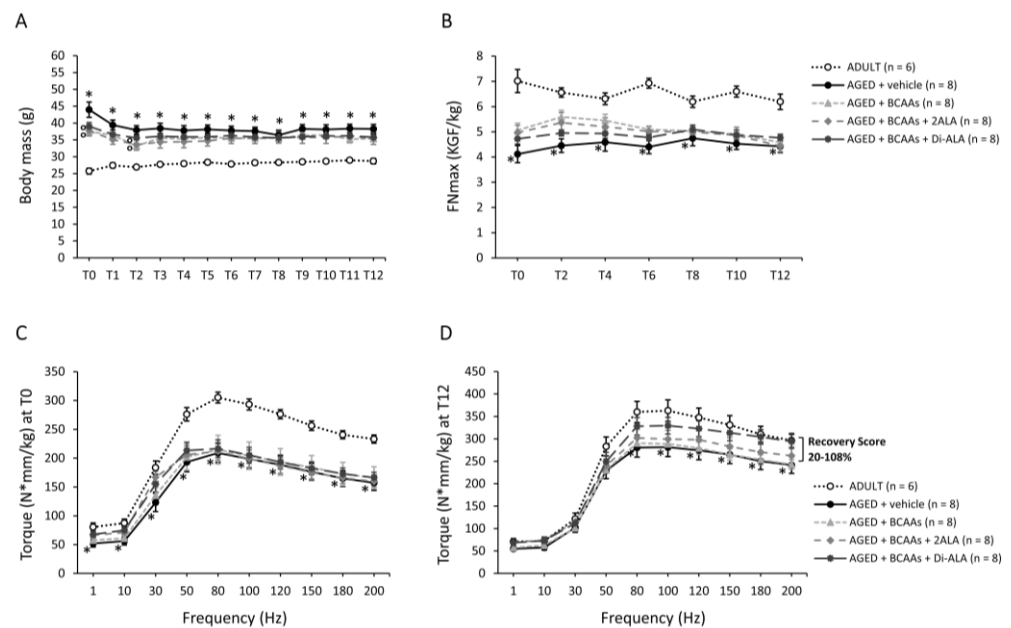 A
B
Body mass (g)
60
55
50
45
40
35
30
25
20
15
10
5
0
* * * * * * * * * * * * *
T0 T1 T2 T3 T4 T5 T6 T7 T8 T9 T10 T11 T12
FNmax (KGF/kg)
8
7
6
5
4
3
2
1
0
* * * * * * *
T0 T2 T4 T6 T8 T10 T12
ADULT (n = 6)
AGED + vehicle (n = 8)
AGED + BCAAs (n = 8)
AGED + BCAAs + 2ALA (n = 8)
AGED + BCAAs + Di-ALA (n = 8)
C
D
Torque (N*mm/kg) at T0
350
300
250
200
150
100
50
0
* * * * * * * * * *
1 10 30 50 80 100 120 150 180 200
Frequency (Hz)
Torque (N*mm/kg) at T12
450
400
350
300
250
200
150
100
50
0
* * * * * *
1 10 30 50 80 100 120 150 180 200
Frequency (Hz)
Recovery Score
20-108%
ADULT (n = 6)
AGED + vehicle (n = 8)
AGED + BCAAs (n = 8)
AGED + BCAAs + 2ALA (n = 8)
AGED + BCAAs + Di-ALA (n = 8)